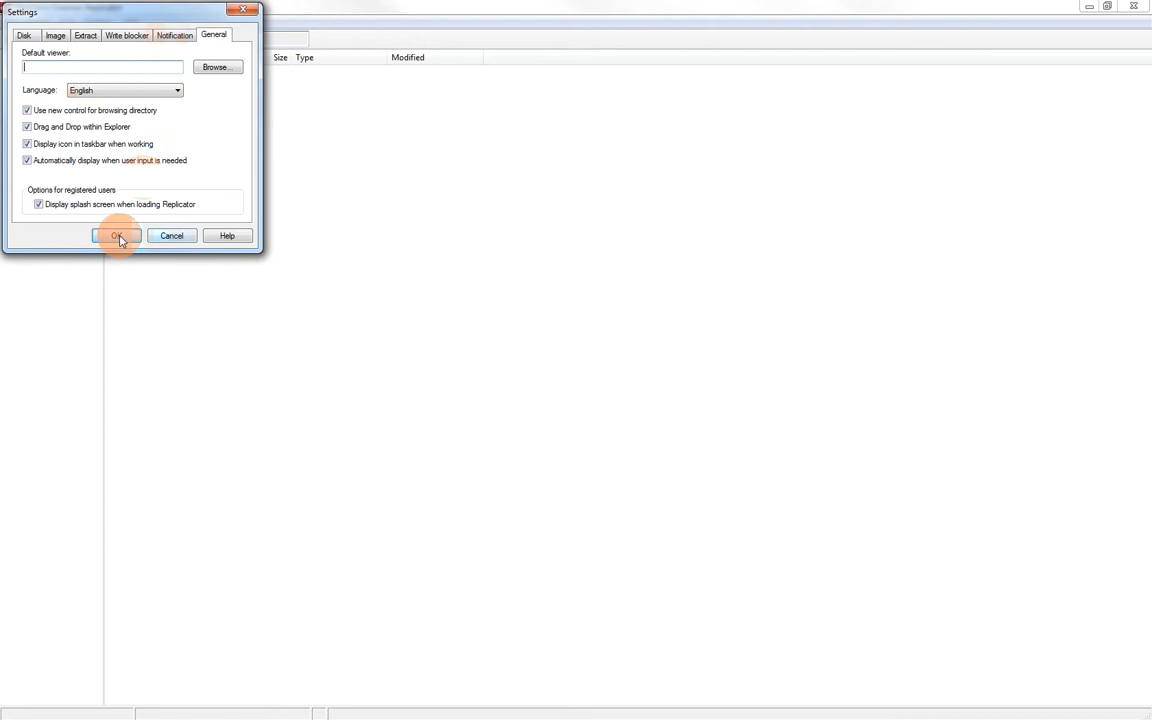 Settings
Disk Image Extract Write blocker Notification General
Size Type Modified
Default viewer:
Browse...
Language: English
Use new control for browsing directory
Drag and Drop within Explorer
Display icon in taskbar when working
Automatically display when user input is needed
Options for registered users
Display splash screen when loading Replicator
OK Cancel Help